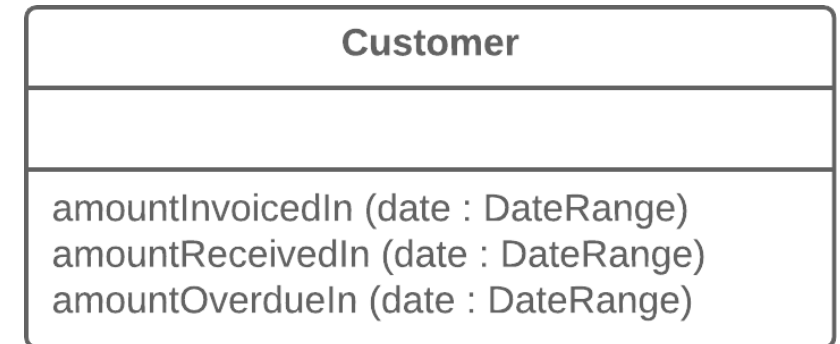 Customer
amountInvoicedIn (date : DateRange)
amountReceivedIn (date : DateRange)
amountOverdueIn (date : DateRange)